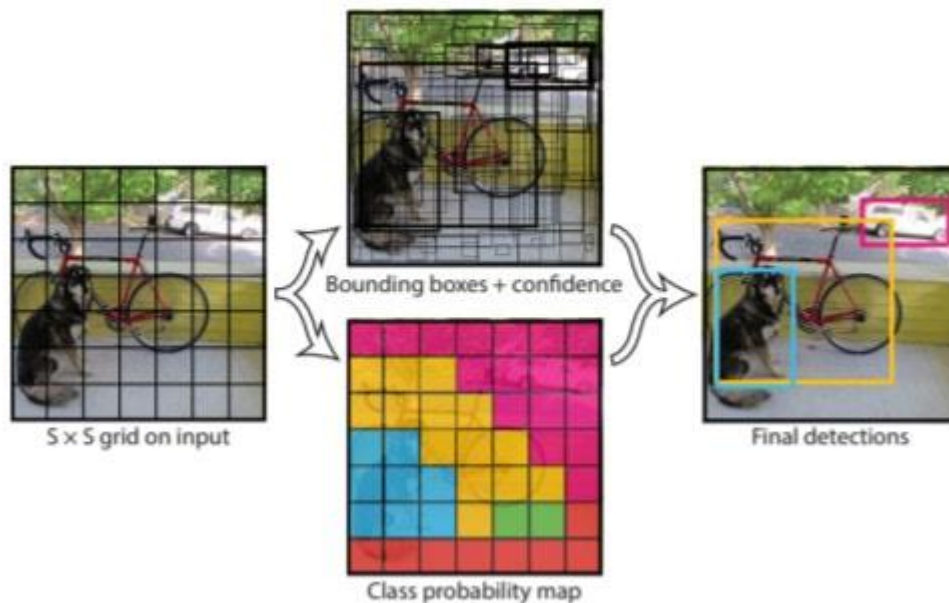 Bounding boxes + confidence
S × S grid on input
Final detections
Class probability map